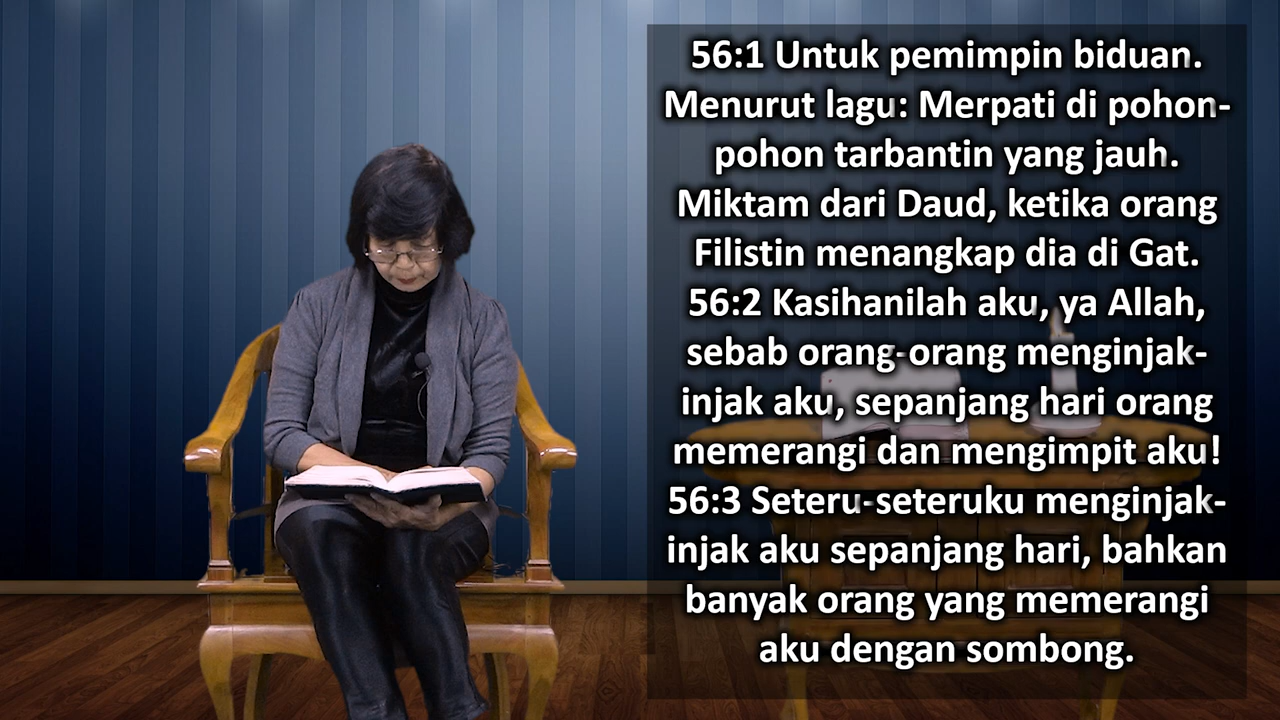 56:1 Untuk pemimpin biduan.
Menurut lagu: Merpati di pohon-
pohon tarbantin yang jauh.
Miktam dari Daud, ketika orang
Filistin menangkap dia di Gat.
56:2 Kasihanilah aku, ya Allah,
sebab orang-orang menginjak-
injak aku, sepanjang hari orang
memerangi dan mengimpit aku!
56:3 Seteru-seteruku menginjak-
injak aku sepanjang hari, bahkan
banyak orang yang memerangi
aku dengan sombong.